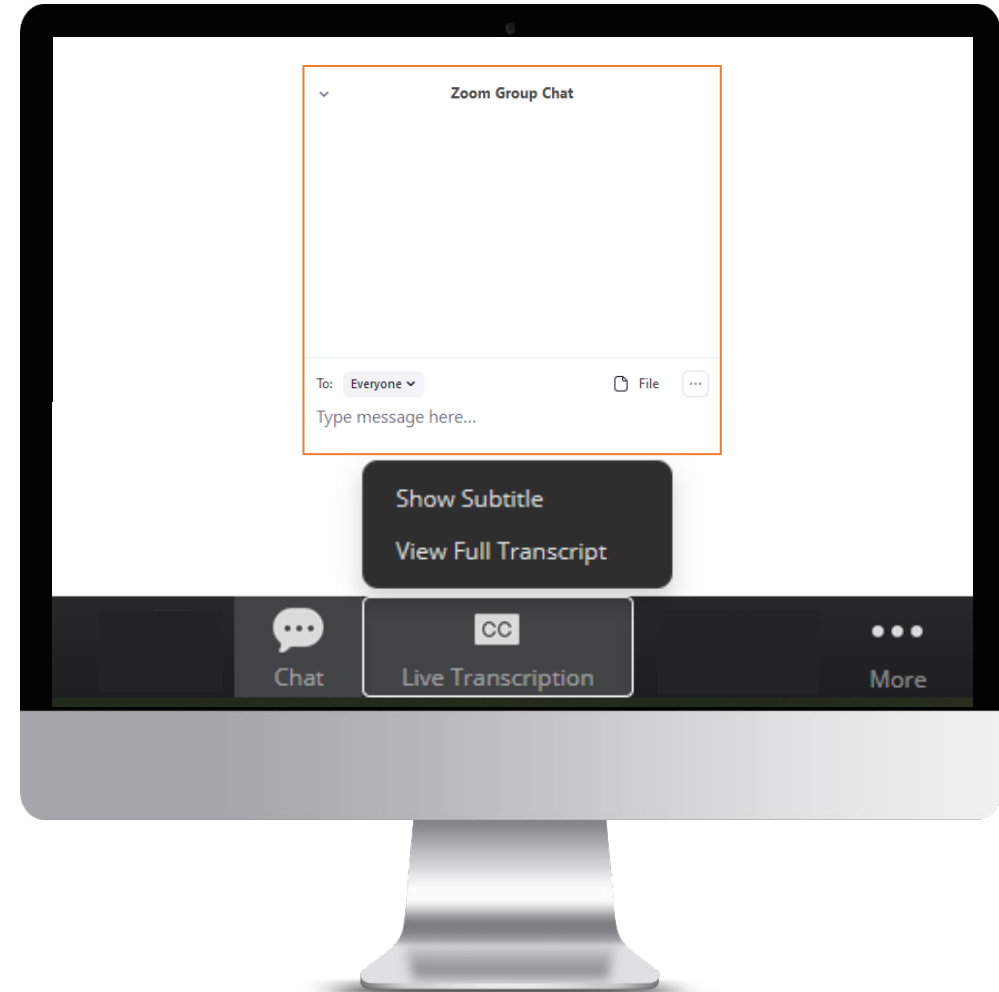 Zoom Group Chat
To: Everyone File
Type message here...
Show Subtitle
View Full Transcript
CC
Chat Live Transcription More